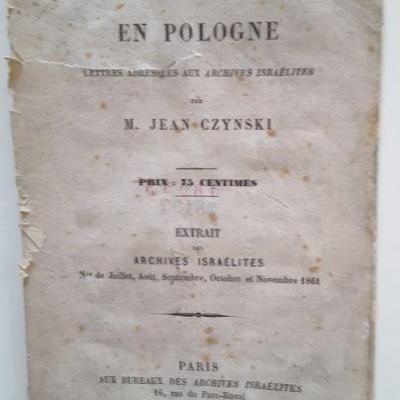 EN POLOGNE
LETTRES ADRESSÉES AUX ARCHIVES ISRAÉLITES
PAR
M. JEAN CZYNSKI
PRIX : 75 CENTIMES
EXTRAIT
DES
ARCHIVES ISRAÉLITES
Nos de Juillet, Août, Septembre, Octobre et Novembre 1861
PARIS
AUX BUREAUX DES ARCHIVES ISRAÉLITES
16, rue du Parc-Royal